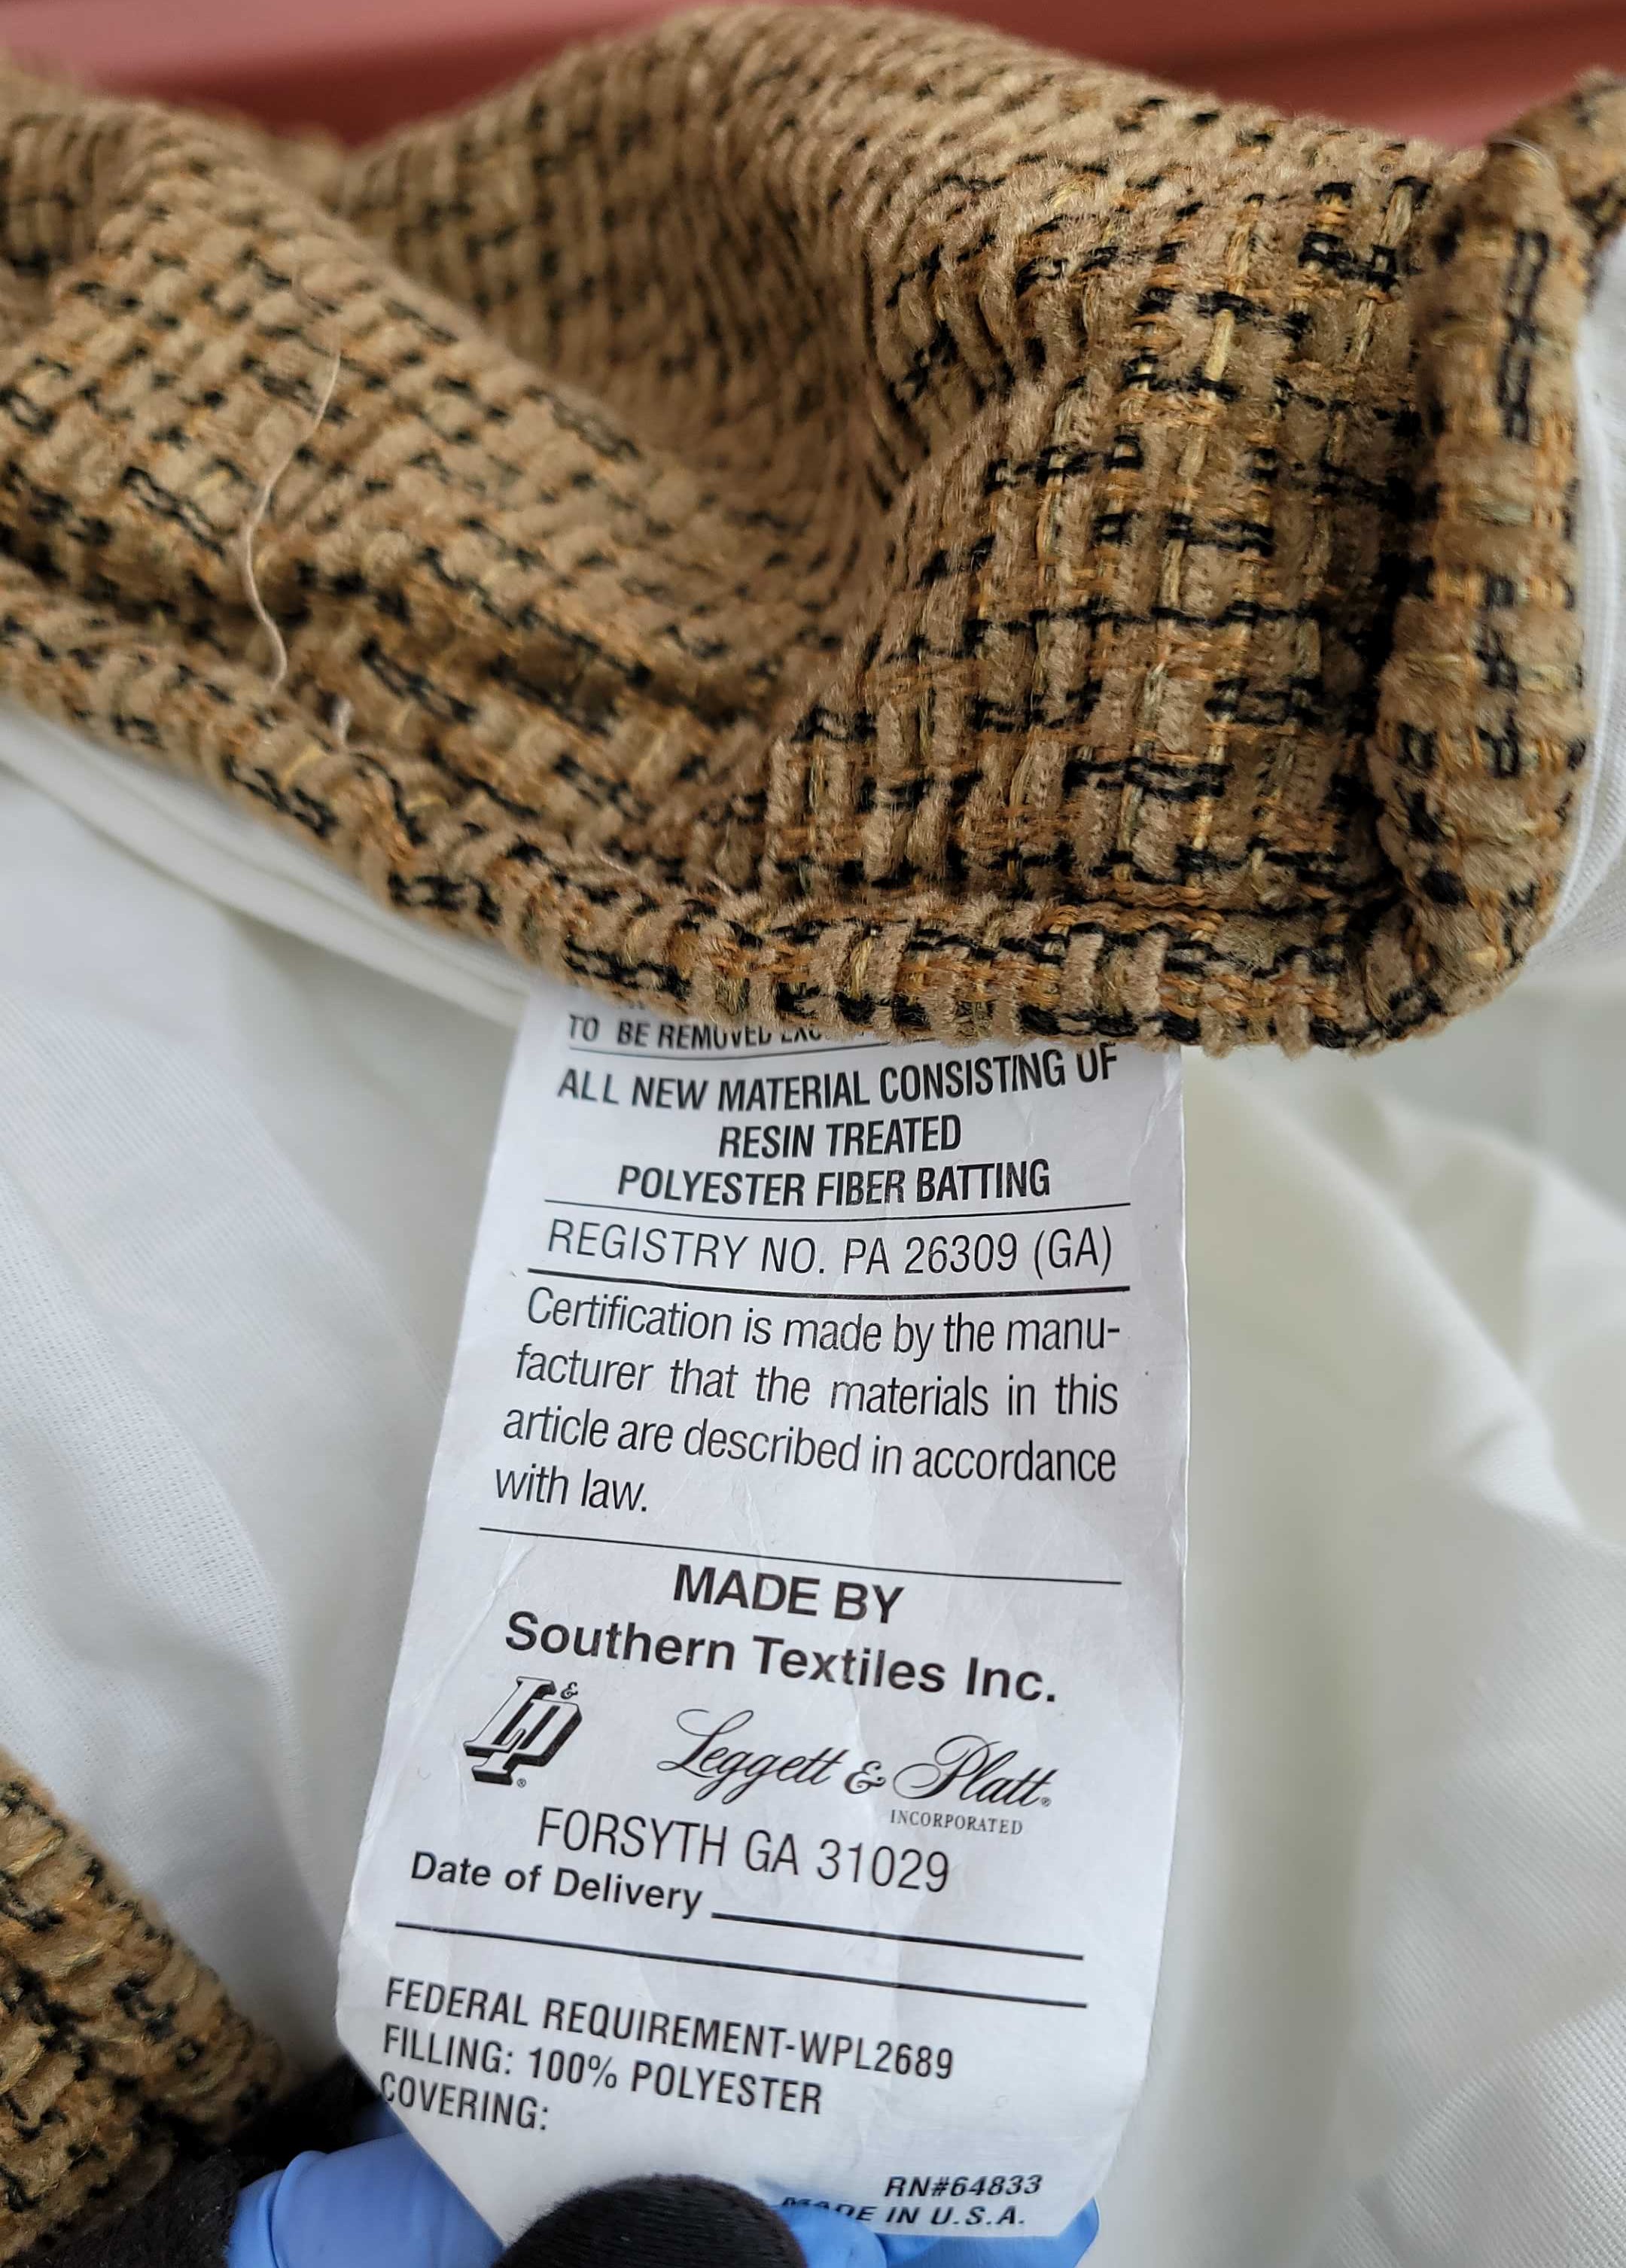 TO BE REMOVED
ALL NEW MATERIAL CONSISTING OF
RESIN TREATED
POLYESTER FIBER BATTING
REGISTRY NO. PA 26309 (GA)
Certification is made by the manu-
facturer that the materials in this
article are described in accordance
with law.
MADE BY
Southern Textiles Inc.
L&P® Leggett & Platt®
INCORPORATED
FORSYTH GA 31029
Date of Delivery
FEDERAL REQUIREMENT-WPL2689
FILLING: 100% POLYESTER
COVERING:
RN#64833
MADE IN U.S.A.